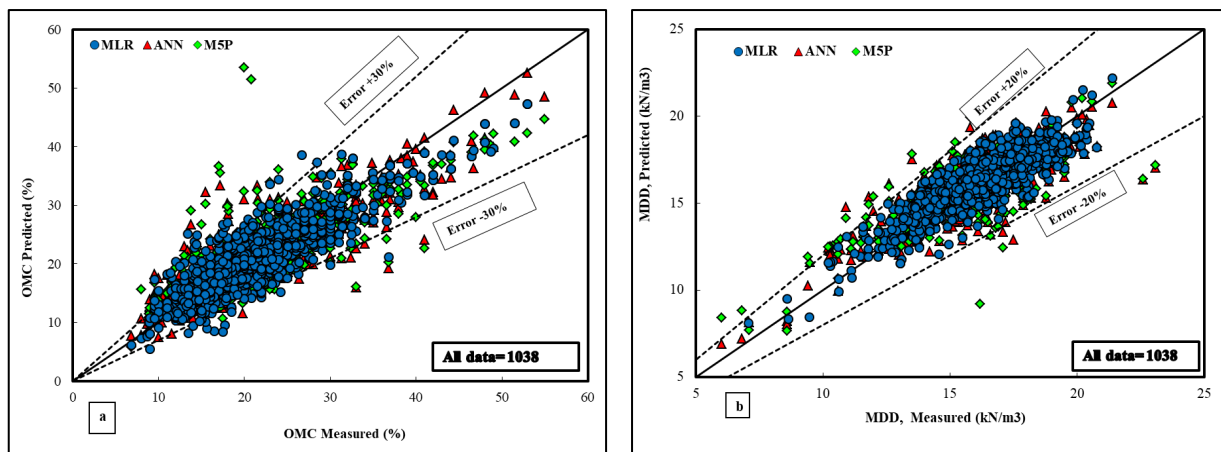 60
50
40
30
20
10
0
0 10 20 30 40 50 60
OMC Predicted (%)
OMC Measured (%)
MLR ANN M5P
Error +30%
Error -30%
All data=1038
a
25
20
15
10
5
5 10 15 20 25
MDD, Predicted (kN/m3)
MDD, Measured (kN/m3)
MLR ANN M5P
Error +20%
Error -20%
All data=1038
b